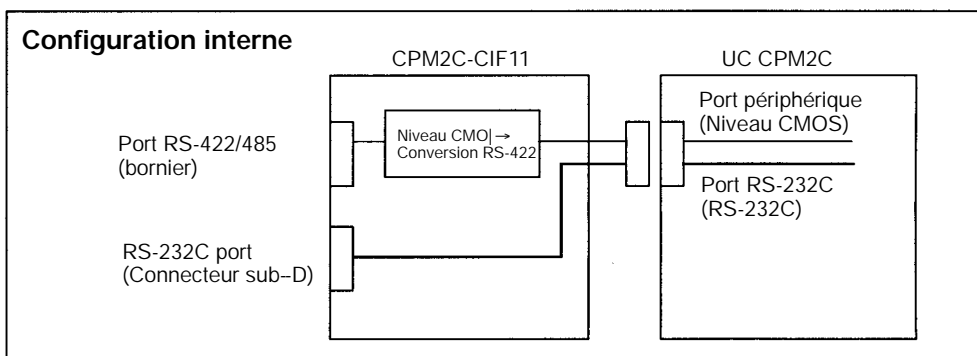 Configuration interne
CPM2C-CIF11
UC CPM2C
Port RS-422/485
(bornier)
Niveau CMO|→
Conversion RS-422
Port périphérique
(Niveau CMOS)
Port RS-232C
(RS-232C)
RS-232C port
(Connecteur sub--D)